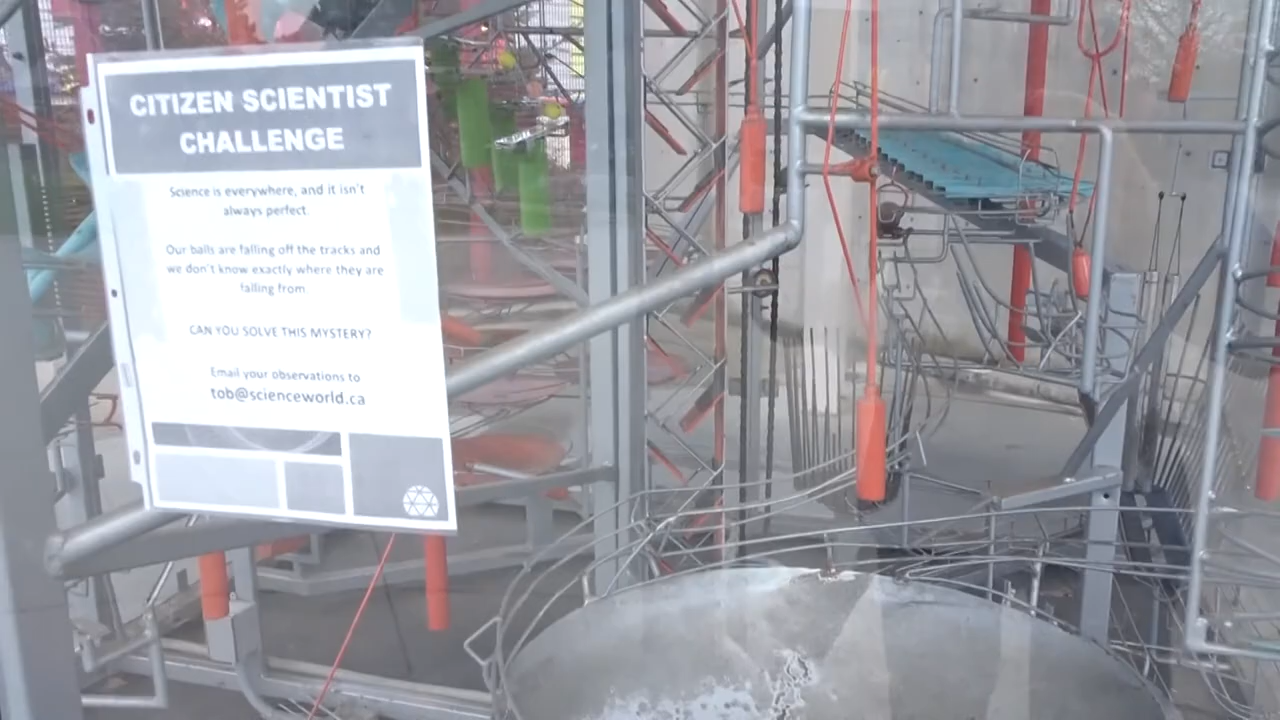 CITIZEN SCIENTIST
CHALLENGE
Science is everywhere, and it isn't
always perfect.
Our balls are falling off the tracks and
we don't know exactly where they are
falling from
CAN YOU SOLVE THIS MYSTERY?
Email your observations to
tob@scienceworld.ca